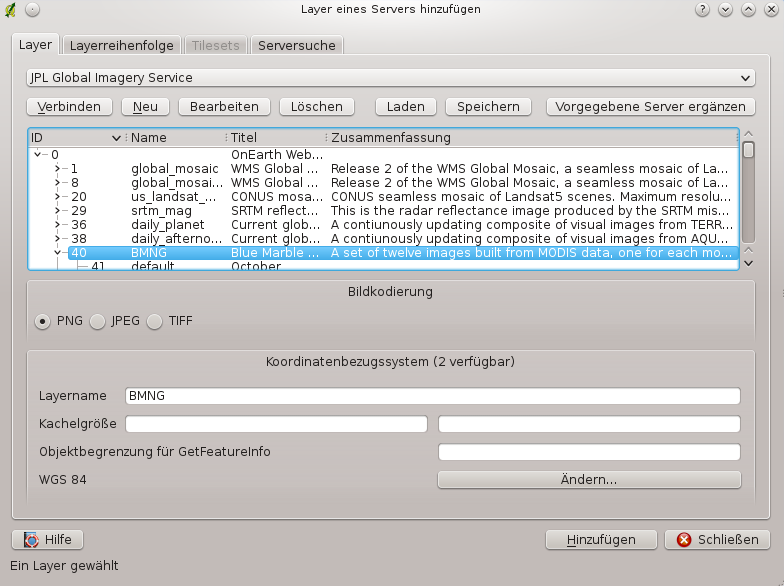 Layer eines Servers hinzufügen
Layer Layerreihenfolge Tilesets Serversuche
JPL Global Imagery Service
Verbinden Neu Bearbeiten Löschen Laden Speichern Vorgegebene Server ergänzen
ID Name Titel Zusammenfassung
0 OnEarth Web...
1 global_mosaic WMS Global ... Release 2 of the WMS Global Mosaic, a seamless mosaic of La...
8 global_mosai... WMS Global ... Release 2 of the WMS Global Mosaic, a seamless mosaic of La...
20 us_landsat_... CONUS mosa... CONUS seamless mosaic of Landsat5 scenes. Maximum resolu...
29 srtm_mag SRTM reflect... This is the radar reflectance image produced by the SRTM mis...
36 daily_planet Current glob... A contiunously updating composite of visual images from TERR...
38 daily_afterno... Current glob... A contiunously updating composite of visual images from AQU...
40 BMNG Blue Marble ... A set of twelve images built from MODIS data, one for each mo...
41 default October
Bildkodierung
PNG JPEG TIFF
Koordinatenbezugssystem (2 verfügbar)
Layername BMNG
Kachelgröße
Objektbegrenzung für GetFeatureInfo
WGS 84 Ändern...
Hilfe Hinzufügen Schließen
Ein Layer gewählt